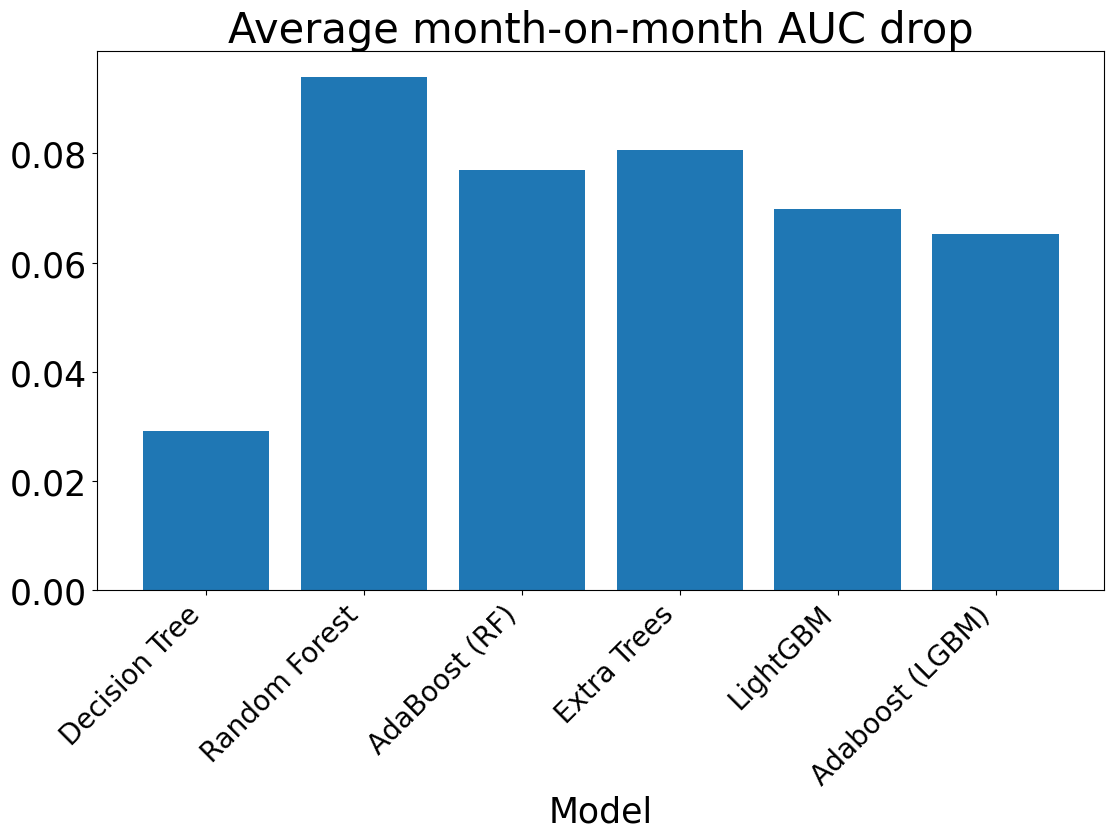 Average month-on-month AUC drop
0.08
0.06
0.04
0.02
0.00
Decision Tree
Random Forest
AdaBoost (RF)
Extra Trees
LightGBM
Adaboost (LGBM)
Model